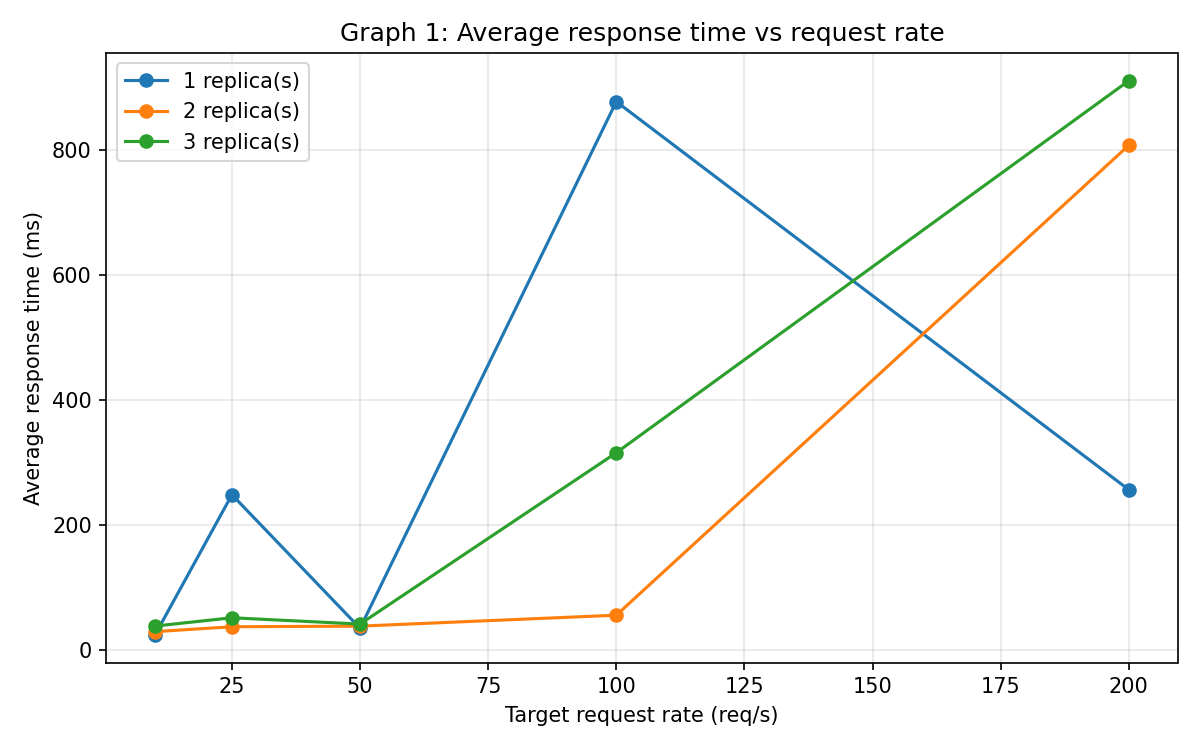 Graph 1: Average response time vs request rate
1 replica(s)
2 replica(s)
3 replica(s)
Average response time (ms)
800
600
400
200
0
25 50 75 100 125 150 175 200
Target request rate (req/s)